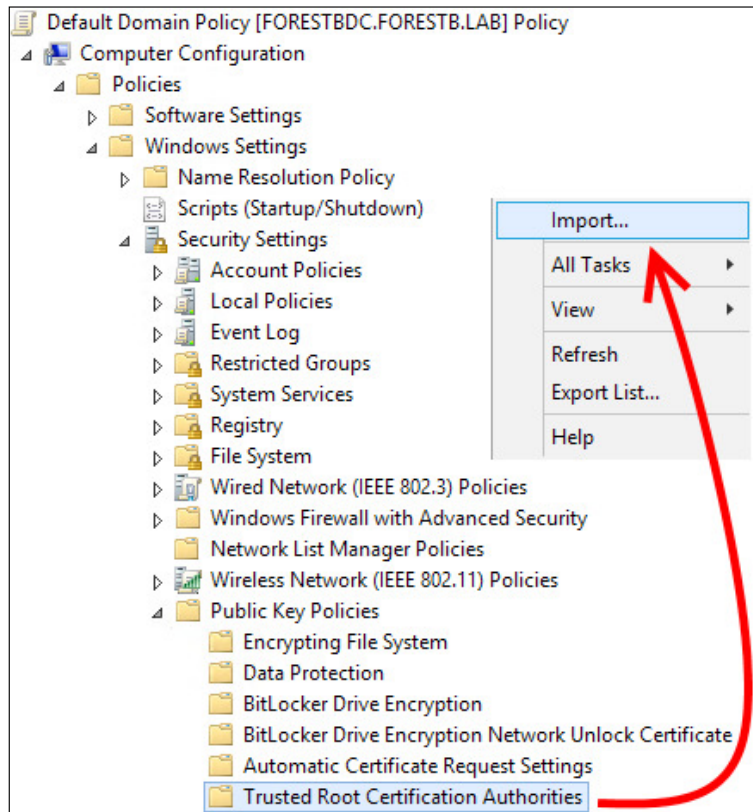 Default Domain Policy [FORESTBDC.FORESTB.LAB] Policy
Computer Configuration
Policies
Software Settings
Windows Settings
Name Resolution Policy
Scripts (Startup/Shutdown)
Security Settings
Account Policies
Local Policies
Event Log
Restricted Groups
System Services
Registry
File System
Wired Network (IEEE 802.3) Policies
Windows Firewall with Advanced Security
Network List Manager Policies
Wireless Network (IEEE 802.11) Policies
Public Key Policies
Encrypting File System
Data Protection
BitLocker Drive Encryption
BitLocker Drive Encryption Network Unlock Certificate
Automatic Certificate Request Settings
Trusted Root Certification Authorities
Import...
All Tasks
View
Refresh
Export List...
Help